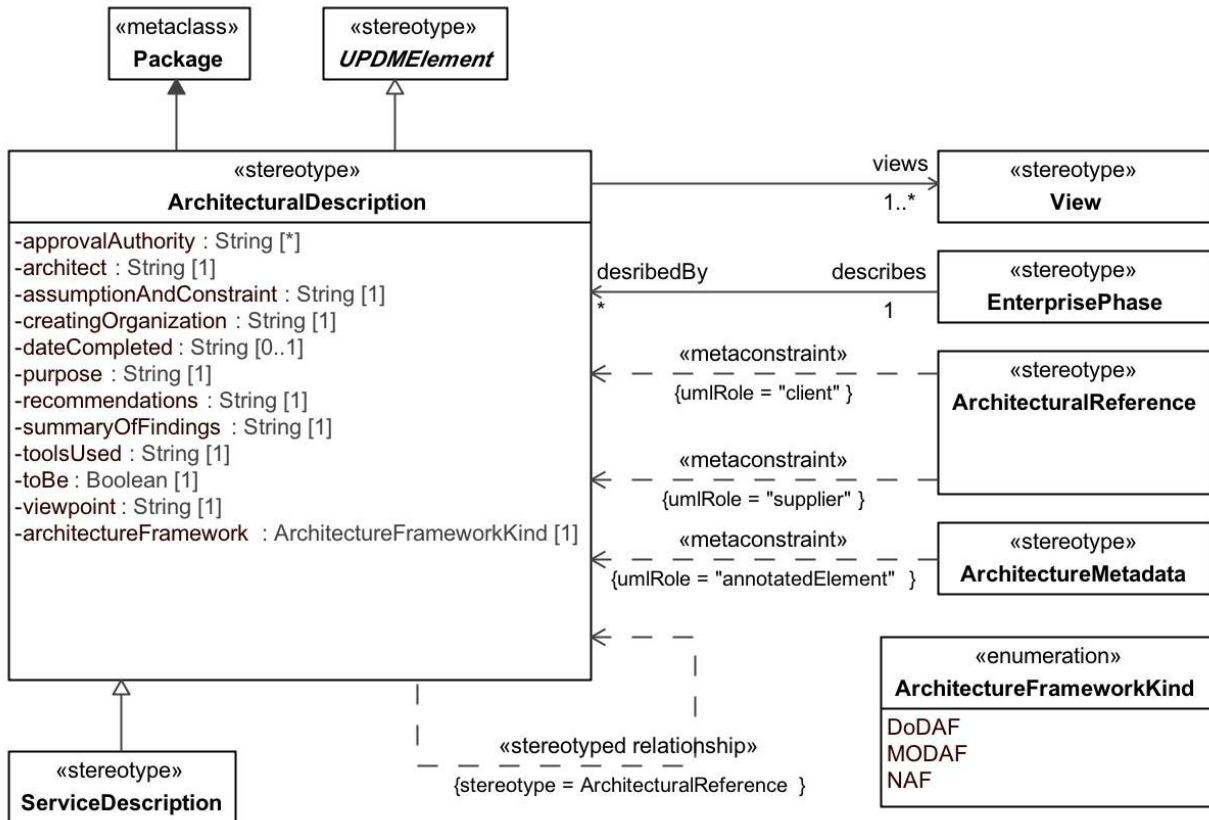 «metaclass»
Package
«stereotype»
UPDMElement
«stereotype»
ArchitecturalDescription
-approvalAuthority : String [*]
-architect : String [1]
-assumptionAndConstraint : String [1]
-creatingOrganization : String [1]
-dateCompleted : String [0..1]
-purpose : String [1]
-recommendations : String [1]
-summaryOfFindings : String [1]
-toolsUsed : String [1]
-toBe : Boolean [1]
-viewpoint : String [1]
-architectureFramework : ArchitectureFrameworkKind [1]
views
1..*
«stereotype»
View
desribedBy
*
describes
1
«stereotype»
EnterprisePhase
«metaconstraint»
{umlRole = "client" }
«metaconstraint»
{umlRole = "supplier" }
«stereotype»
ArchitecturalReference
«metaconstraint»
{umlRole = "annotatedElement" }
«stereotype»
ArchitectureMetadata
«stereotyped relationship»
{stereotype = ArchitecturalReference }
«enumeration»
ArchitectureFrameworkKind
DoDAF
MODAF
NAF
«stereotype»
ServiceDescription